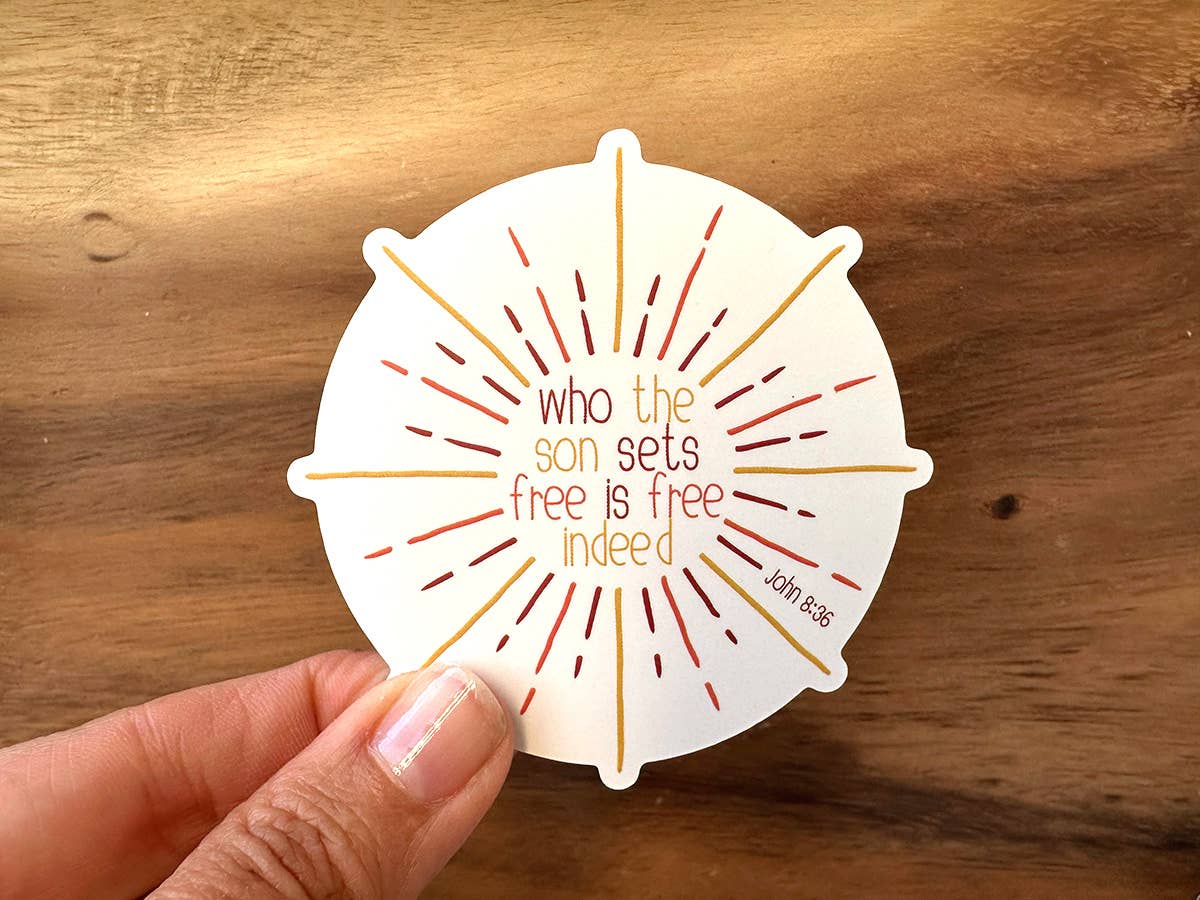 who the
son sets
free is free
indeed
John 8:36